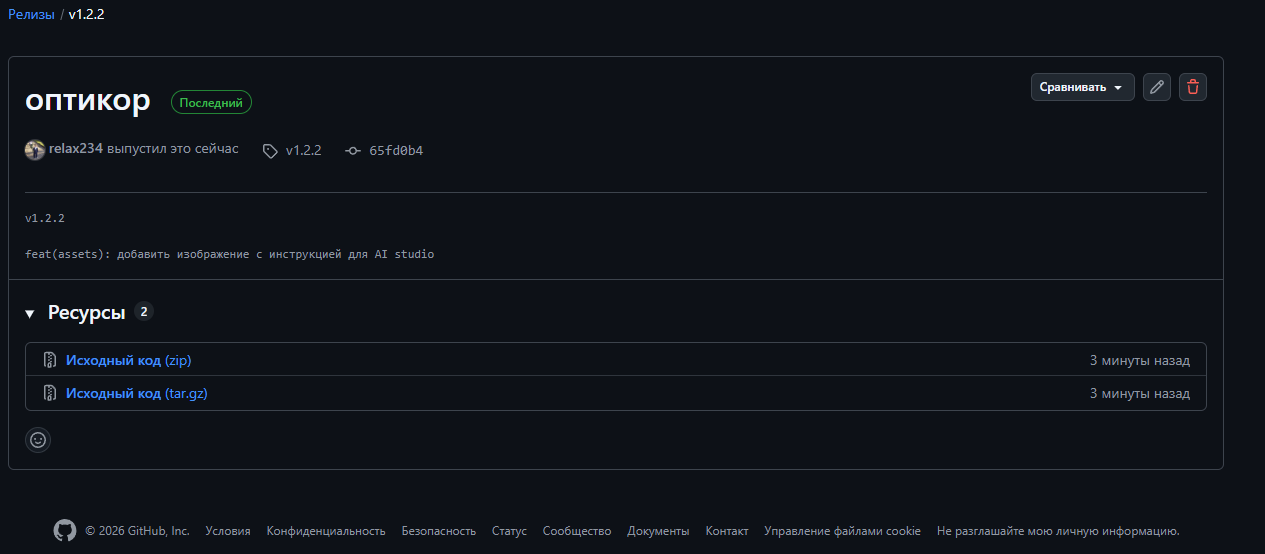 Релизы / v1.2.2
оптикор Последний Сравнивать
relax234 выпустил это сейчас v1.2.2 65fd0b4
v1.2.2
feat(assets): добавить изображение с инструкцией для AI studio
Ресурсы 2
Исходный код (zip) 3 минуты назад
Исходный код (tar.gz) 3 минуты назад
© 2026 GitHub, Inc. Условия Конфиденциальность Безопасность Статус Сообщество Документы Контакт Управление файлами cookie Не разглашайте мою личную информацию.